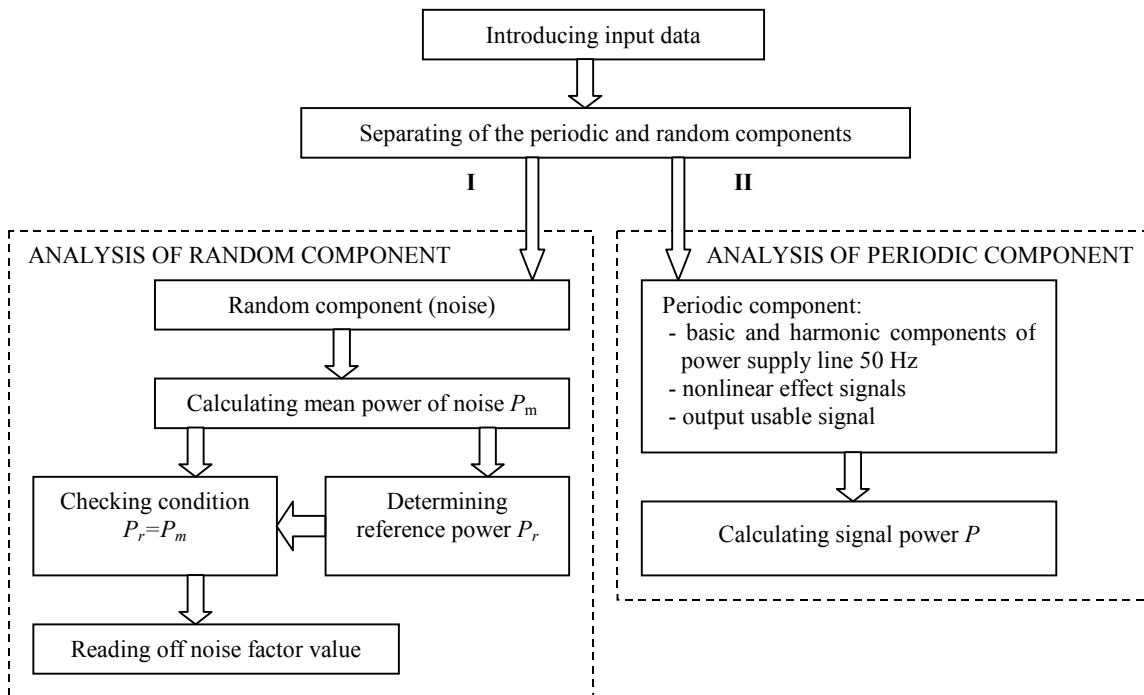 Introducing input data
Separating of the periodic and random components
I
II
ANALYSIS OF RANDOM COMPONENT
Random component (noise)
Calculating mean power of noise Pm
Checking condition
Pr=Pm
Determining
reference power Pr
Reading off noise factor value
ANALYSIS OF PERIODIC COMPONENT
Periodic component:
- basic and harmonic components of
power supply line 50 Hz
- nonlinear effect signals
- output usable signal
Calculating signal power P